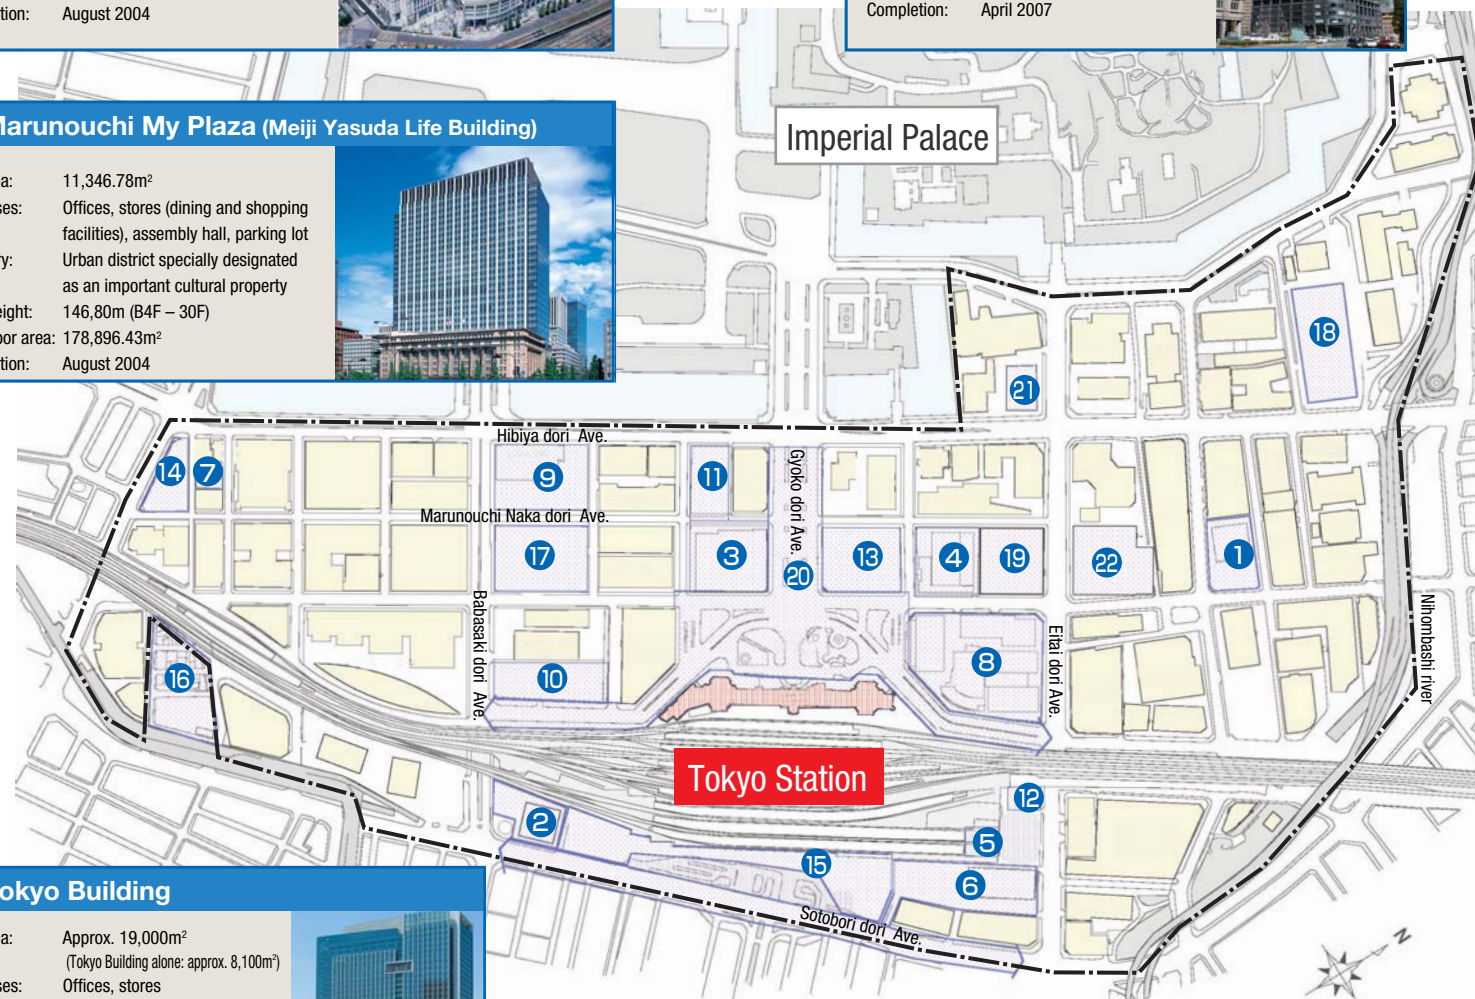 tion: August 2004
Completion: April 2007
Marunouchi My Plaza (Meiji Yasuda Life Building)
a: 11,346.78m²
ses: Offices, stores (dining and shopping
facilities), assembly hall, parking lot
ry: Urban district specially designated
as an important cultural property
eight: 146,80m (B4F – 30F)
oor area: 178,896.43m²
tion: August 2004
Imperial Palace
18
21
Hibiya dori Ave.
14
7
9
11
Gyoko dori Ave.
Marunouchi Naka dori Ave.
17
3
20
13
4
19
22
1
Babasaki dori Ave.
Eitai dori Ave.
Nihombashi river
16
10
8
Tokyo Station
12
2
5
15
6
Sotobori dori Ave.
N
okyo Building
a: Approx. 19,000m²
(Tokyo Building alone: approx. 8,100m²)
ses: Offices, stores